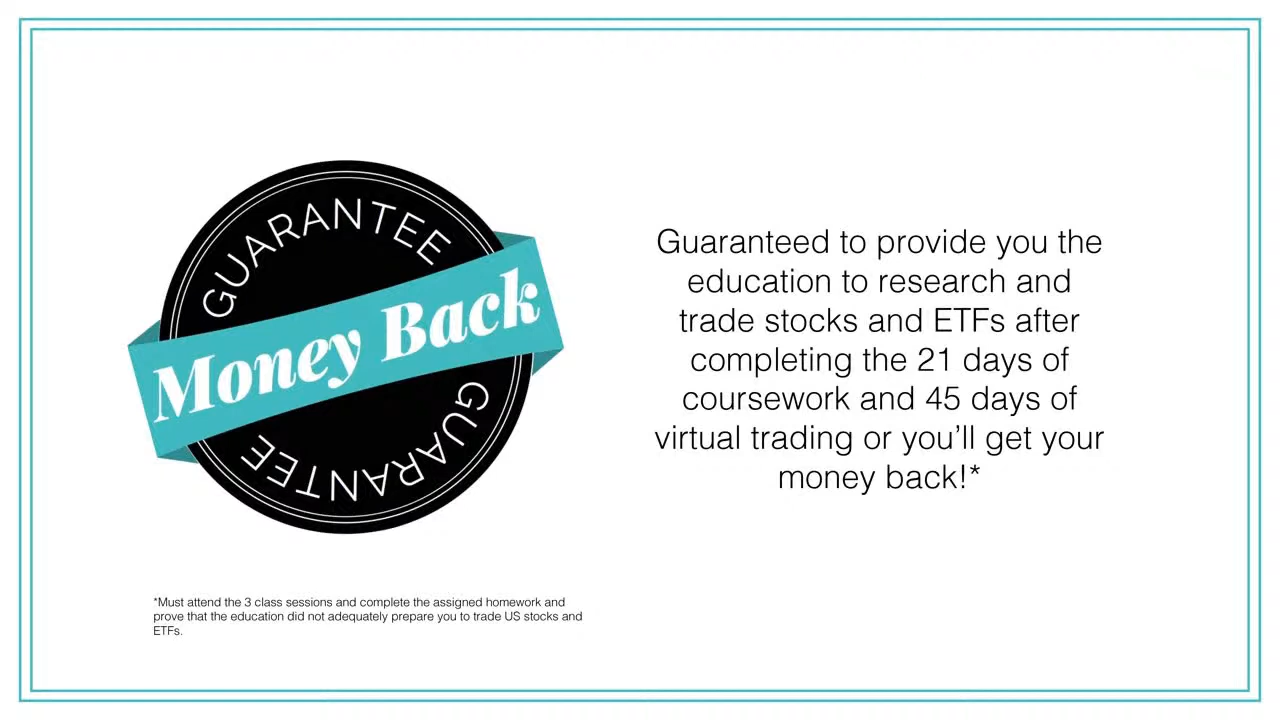 GUARANTEE
Money Back
GUARANTEE
Guaranteed to provide you the
education to research and
trade stocks and ETFs after
completing the 21 days of
coursework and 45 days of
virtual trading or you’ll get your
money back!*
*Must attend the 3 class sessions and complete the assigned homework and
prove that the education did not adequately prepare you to trade US stocks and
ETFs.